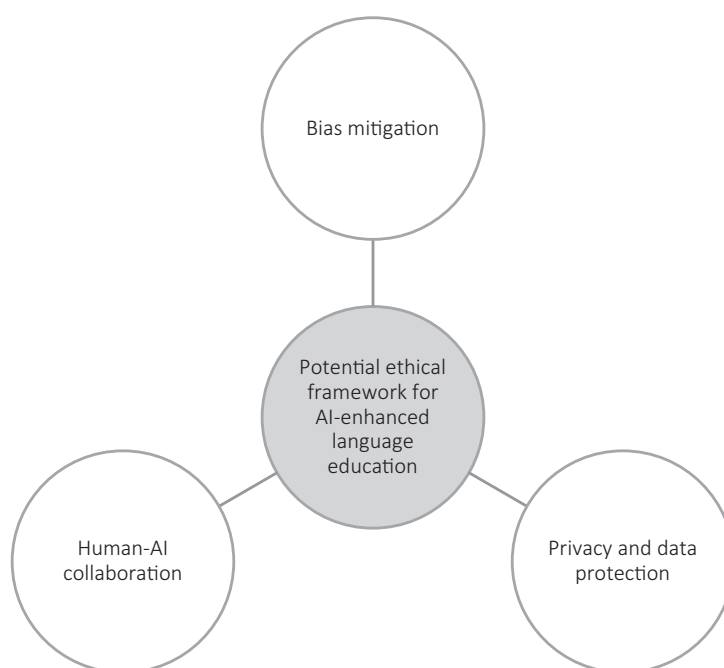 Bias mitigation
Potential ethical
framework for
AI-enhanced
language
education
Human-AI
collaboration
Privacy and data
protection